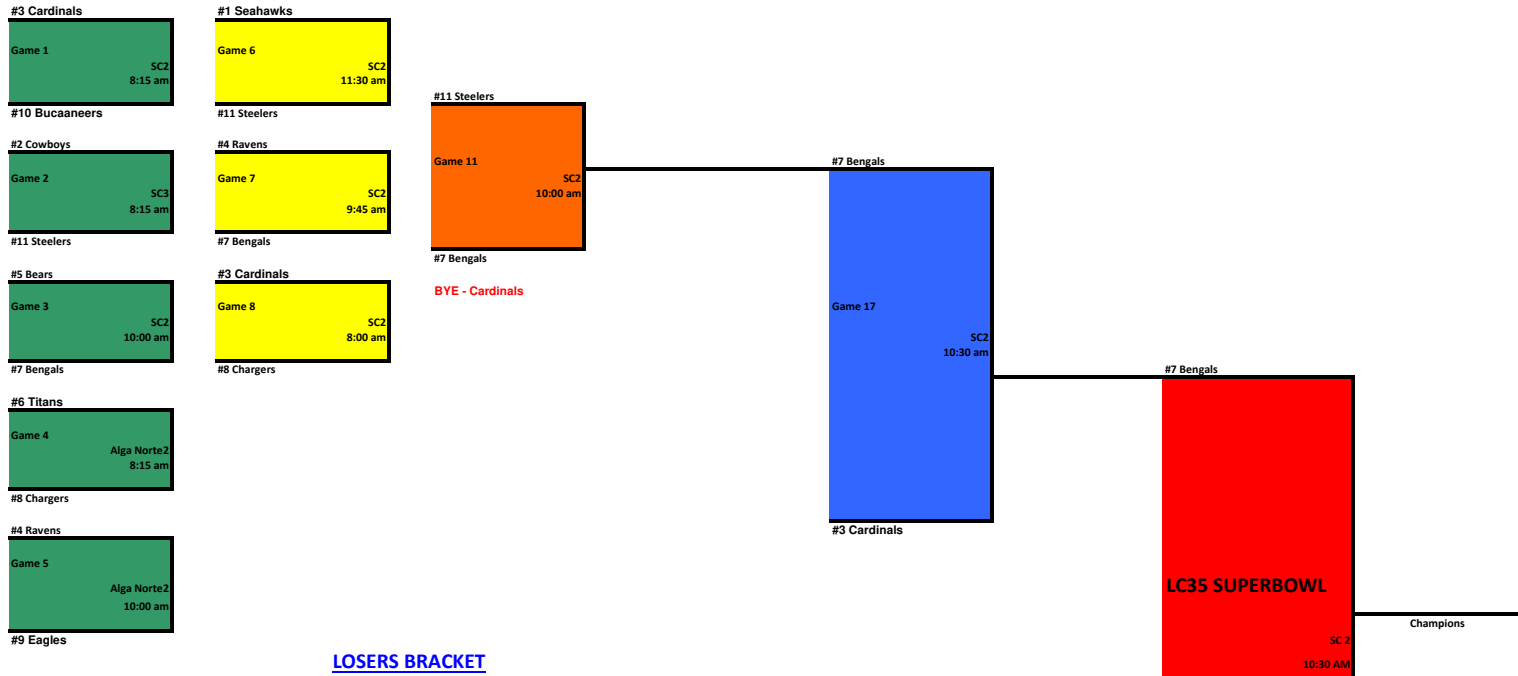 #3 Cardinals
Game 1
SC2
8:15 am
#10 Bucaaneers
#2 Cowboys
Game 2
SC3
8:15 am
#11 Steelers
#5 Bears
Game 3
SC2
10:00 am
#7 Bengals
#6 Titans
Game 4
Alga Norte2
8:15 am
#8 Chargers
#4 Ravens
Game 5
Alga Norte2
10:00 am
#9 Eagles
#1 Seahawks
Game 6
SC2
11:30 am
#11 Steelers
#4 Ravens
Game 7
SC2
9:45 am
#7 Bengals
#3 Cardinals
Game 8
SC2
8:00 am
#8 Chargers
#11 Steelers
Game 11
SC2
10:00 am
#7 Bengals
BYE - Cardinals
#7 Bengals
Game 17
SC2
10:30 am
#3 Cardinals
#7 Bengals
LC35 SUPERBOWL
SC 2
10:30 AM
Champions
LOSERS BRACKET